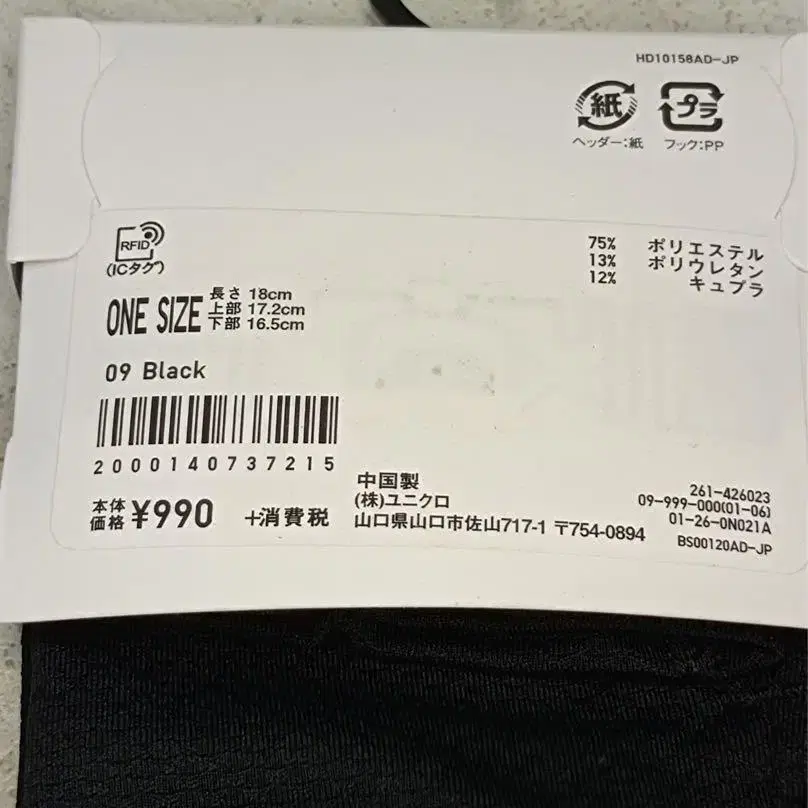 HD10158AD-JP
紙 プラ
ヘッダー:紙 フック:PP
RFID
(ICタグ)
75% ポリエステル
13% ポリウレタン
12% キュプラ
ONE SIZE
長さ 18cm
上部 17.2cm
下部 16.5cm
09 Black
2000140737215
本体価格 ¥990 +消費税
中国製
(株)ユニクロ
山口県山口市佐山717-1 〒754-0894
261-426023
09-999-000(01-06)
01-26-0N021A
BS00120AD-JP